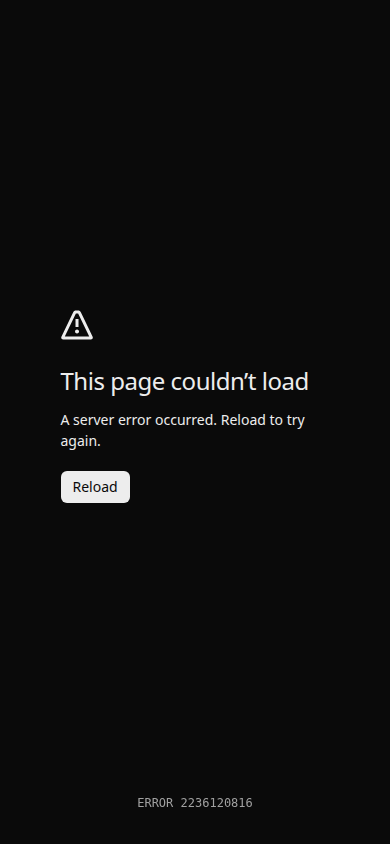 This page couldn’t load
A server error occurred. Reload to try
again.
Reload
ERROR 2236120816